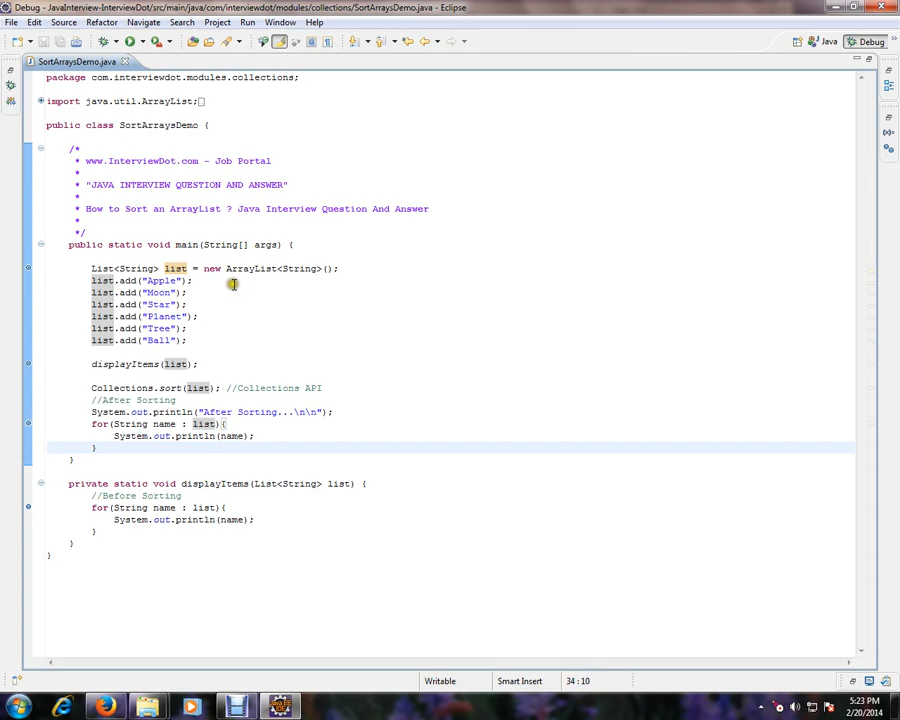 Debug - JavaInterview-InterviewDot/src/main/java/com/interviewdot/modules/collections/SortArraysDemo.java - Eclipse
File Edit Source Refactor Navigate Search Project Run Window Help
Java Debug
SortArraysDemo.java
package com.interviewdot.modules.collections;
import java.util.ArrayList;
public class SortArraysDemo {
/*
* www.InterviewDot.com - Job Portal
*
* "JAVA INTERVIEW QUESTION AND ANSWER"
*
* How to Sort an ArrayList ? Java Interview Question And Answer
*
*/
public static void main(String[] args) {
List<String> list = new ArrayList<String>();
list.add("Apple");
list.add("Moon");
list.add("Star");
list.add("Planet");
list.add("Tree");
list.add("Ball");
displayItems(list);
Collections.sort(list); //Collections API
//After Sorting
System.out.println("After Sorting...\n\n");
for(String name : list){
System.out.println(name);
}
}
private static void displayItems(List<String> list) {
//Before Sorting
for(String name : list){
System.out.println(name);
}
}
}
Writable Smart Insert 34 : 10
5:23 PM
2/20/2014